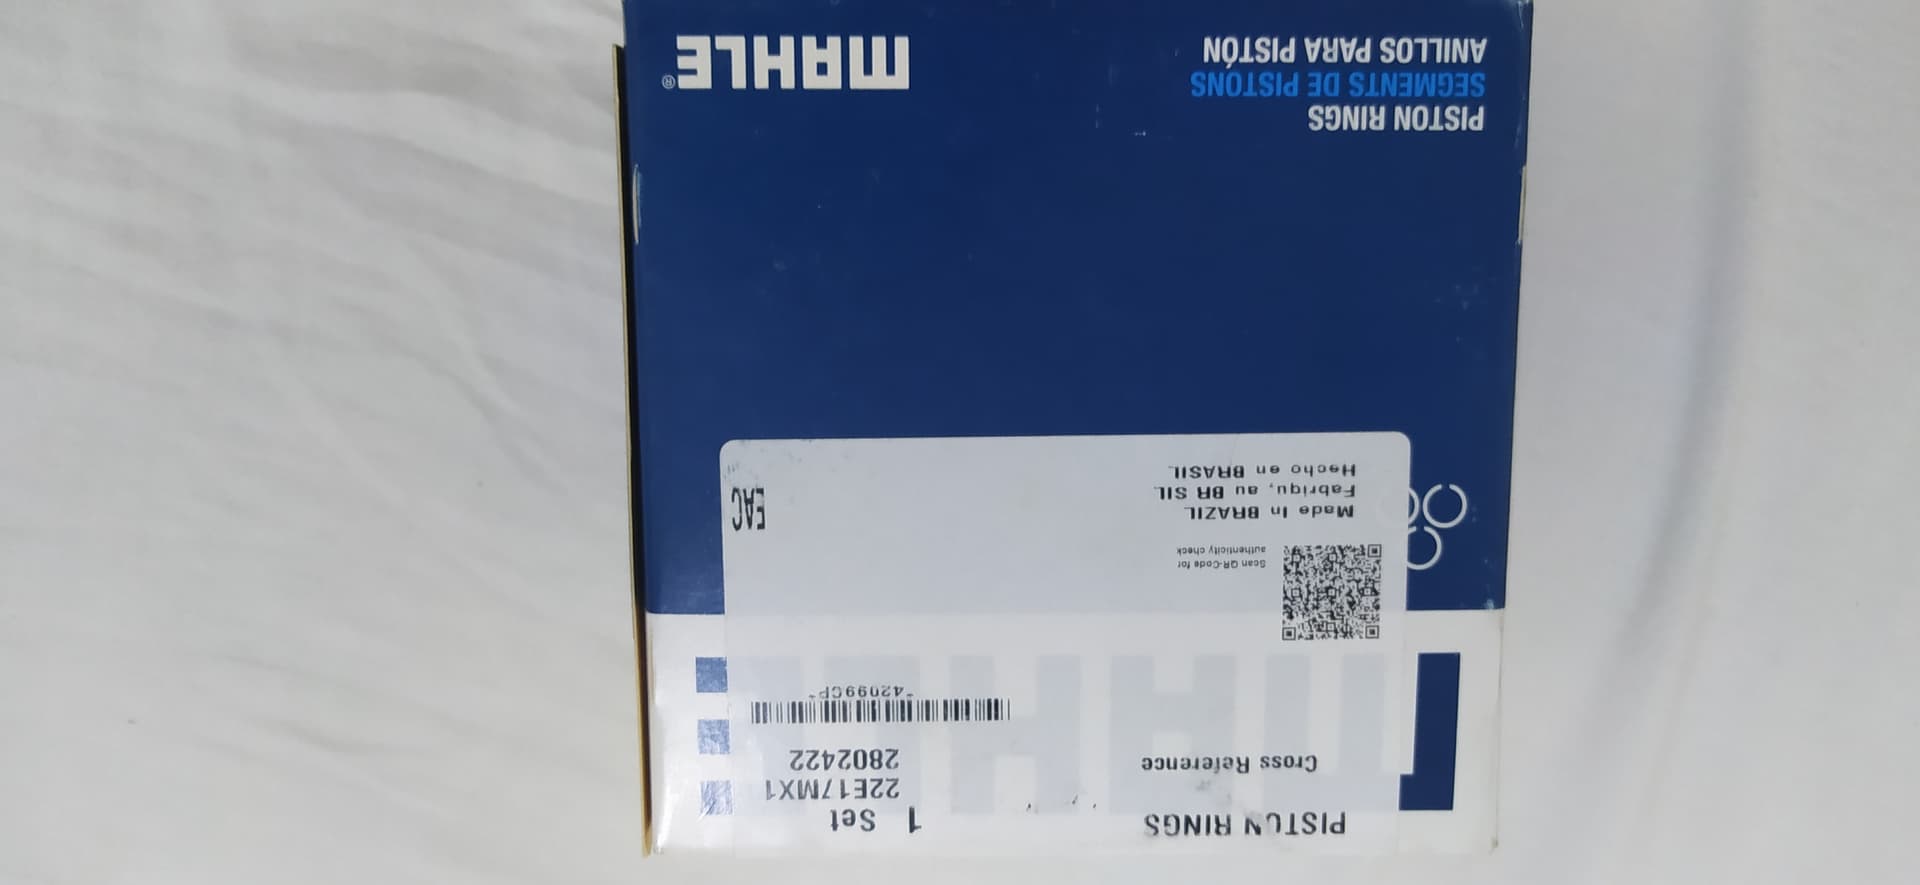 PISTON RINGS
1 Set
22E17MX1
Cross Reference
2802422
*42099CP*
Scan QR-Code for
authenticity check
EAC
Made In BRAZIL
Fabriqu, au BR SIL
Hecho en BRASIL
PISTON RINGS
SEGMENTS DE PISTONS
ANILLOS PARA PISTÓN
MAHLE®